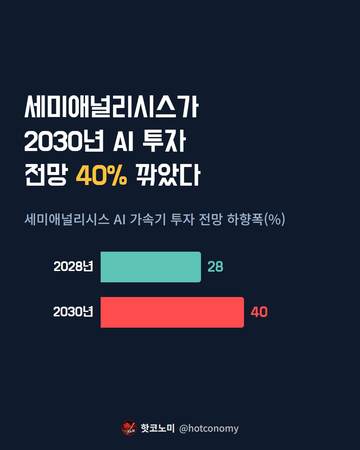 세미애널리시스가
2030년 AI 투자
전망 40% 깎았다
세미애널리시스 AI 가속기 투자 전망 하향폭(%)
2028년 28
2030년 40
핫코노미 @hotconomy